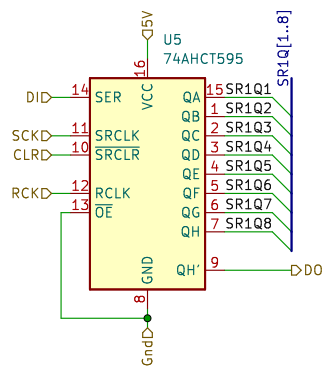 5V
U5
74AHCT595
SR1Q[1..8]
16
VCC
DI 14 SER QA 15 SR1Q1
QB 1 SR1Q2
SCK 11 SRCLK QC 2 SR1Q3
CLR 10 SRCLR QD 3 SR1Q4
QE 4 SR1Q5
RCK 12 RCLK QF 5 SR1Q6
13 OE QG 6 SR1Q7
QH 7 SR1Q8
GND
QH' 9 DO
8
Gnd